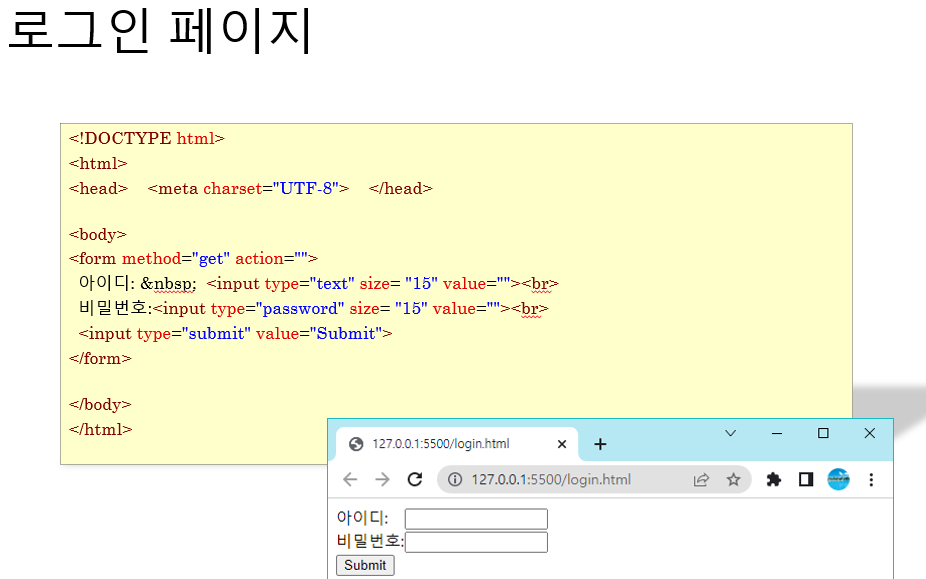 로그인 페이지
<!DOCTYPE html>
<html>
<head>    <meta charset="UTF-8">    </head>
<body>
<form method="get" action="">
아이디: &nbsp;  <input type="text" size= "15" value=""><br>
비밀번호:<input type="password" size= "15" value=""><br>
<input type="submit" value="Submit">
</form>
</body>
</html>
127.0.0.1:5500/login.html
127.0.0.1:5500/login.html
아이디:
비밀번호:
Submit